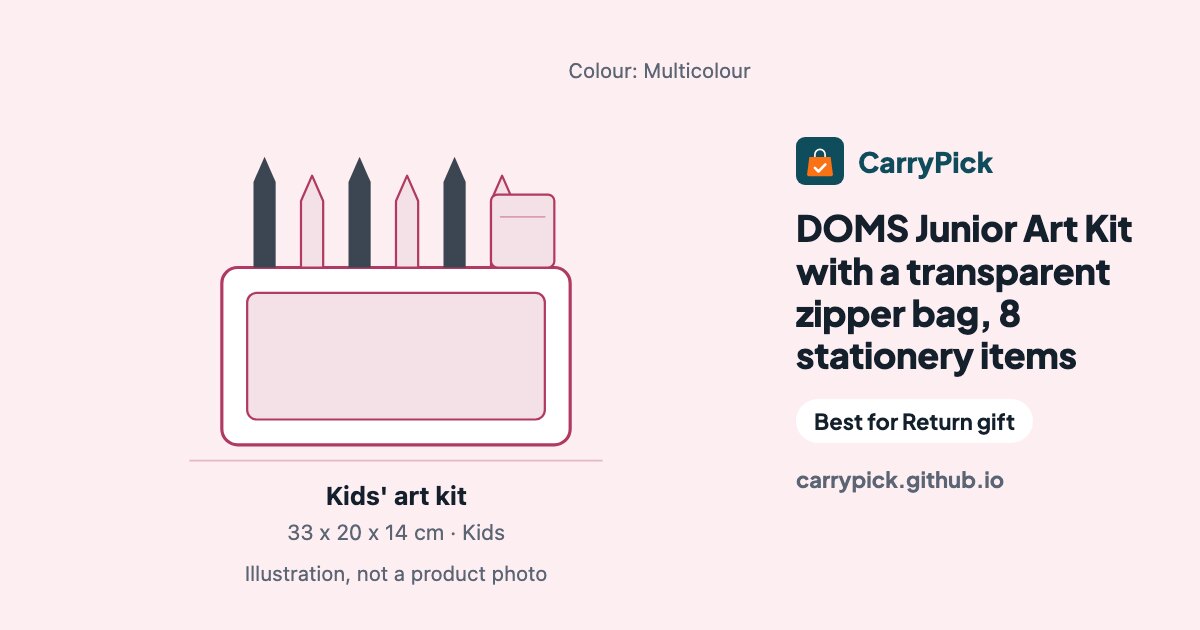 Colour: Multicolour
CarryPick
DOMS Junior Art Kit
with a transparent
zipper bag, 8
stationery items
Best for Return gift
carrypick.github.io
Kids' art kit
33 x 20 x 14 cm · Kids
Illustration, not a product photo